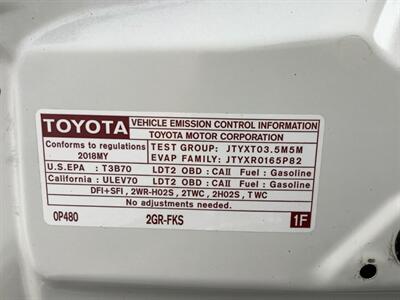 TOYOTA VEHICLE EMISSION CONTROL INFORMATION
TOYOTA MOTOR CORPORATION
Conforms to regulations
2018MY
TEST GROUP: JTYXT03.5M5M
EVAP FAMILY: JTYXR0165P82
U.S.EPA : T3B70 LDT2 OBD : CAII Fuel : Gasoline
California : ULEV70 LDT2 OBD : CAII Fuel : Gasoline
DFI+SFI, 2WR-HO2S, 2TWC, 2HO2S, TWC
No adjustments needed.
0P480 2GR-FKS 1F